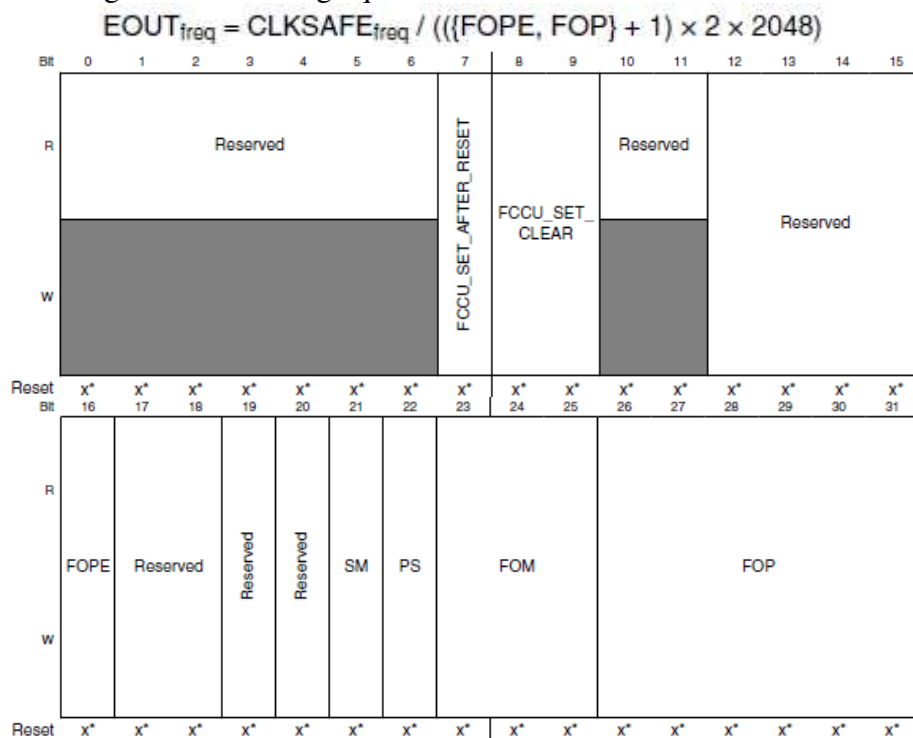 EOUTfreq = CLKSAFEfreq / ((({FOPE, FOP} + 1) × 2 × 2048)
Bit 0 1 2 3 4 5 6 7 8 9 10 11 12 13 14 15
R Reserved FCCU_SET_AFTER_RESET FCCU_SET_CLEAR Reserved Reserved
W
Reset x* x* x* x* x* x* x* x* x* x* x* x* x* x* x* x*
Bit 16 17 18 19 20 21 22 23 24 25 26 27 28 29 30 31
R
FOPE Reserved Reserved Reserved SM PS FOM FOP
W
Reset x* x* x* x* x* x* x* x* x* x* x* x* x* x* x* x*